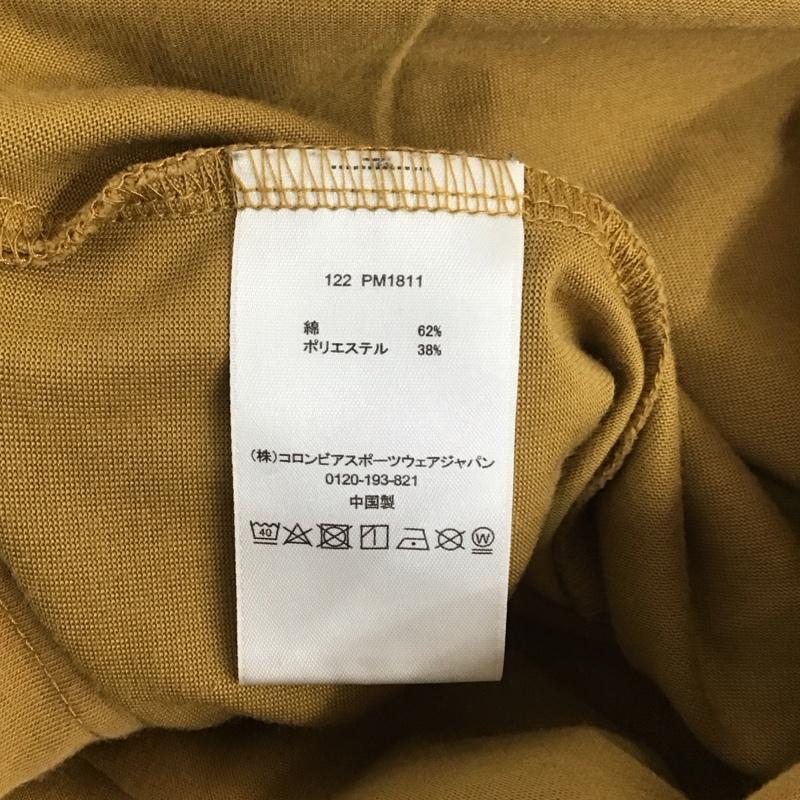 122 PM1811
綿 62%
ポリエステル 38%
(株)コロンビアスポーツウェアジャパン
0120-193-821
中国製
40 W